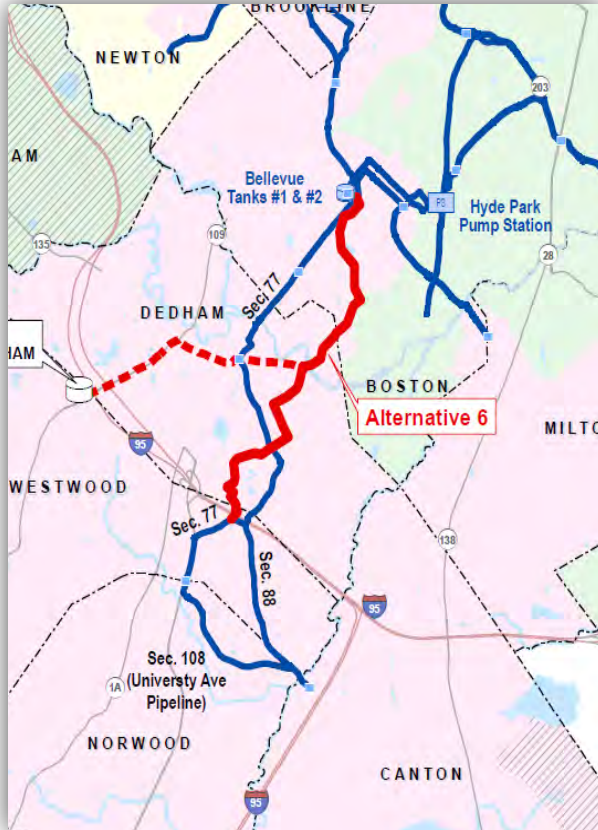 BROOKLINE
NEWTON
203
AM
Bellevue
Tanks #1 & #2
PS
Hyde Park
Pump Station
109
135
28
Sec. 77
DEDHAM
HAM
BOSTON
Alternative 6
MILTO
95
WESTWOOD
Sec. 77
138
Sec. 88
95
Sec. 108
(Universty Ave
Pipeline)
1A
NORWOOD
CANTON
95